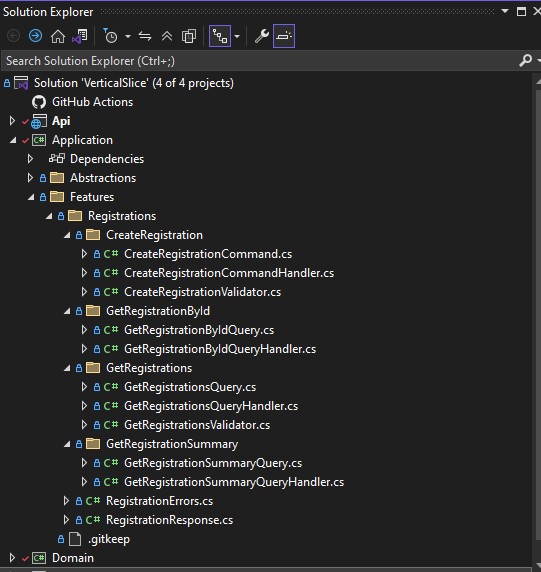 Solution Explorer
Search Solution Explorer (Ctrl+;)
Solution 'VerticalSlice' (4 of 4 projects)
GitHub Actions
Api
C# Application
Dependencies
Abstractions
Features
Registrations
CreateRegistration
C# CreateRegistrationCommand.cs
C# CreateRegistrationCommandHandler.cs
C# CreateRegistrationValidator.cs
GetRegistrationById
C# GetRegistrationByIdQuery.cs
C# GetRegistrationByIdQueryHandler.cs
GetRegistrations
C# GetRegistrationsQuery.cs
C# GetRegistrationsQueryHandler.cs
C# GetRegistrationsValidator.cs
GetRegistrationSummary
C# GetRegistrationSummaryQuery.cs
C# GetRegistrationSummaryQueryHandler.cs
C# RegistrationErrors.cs
C# RegistrationResponse.cs
.gitkeep
C# Domain